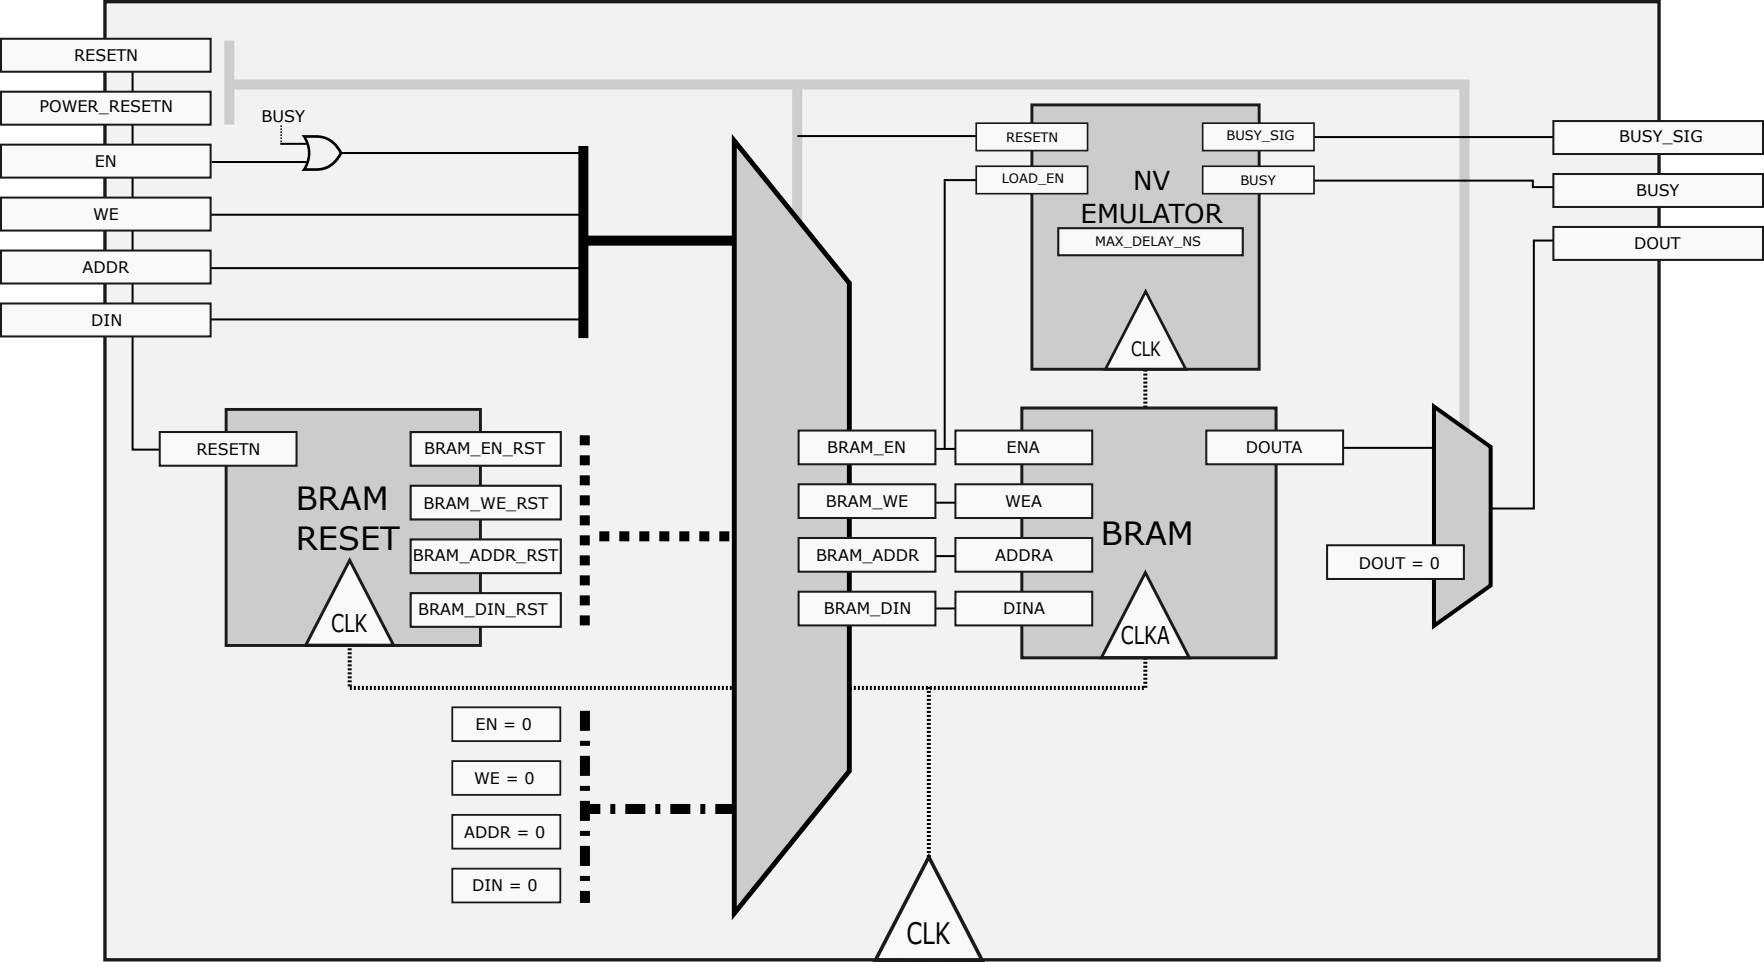 RESETN
POWER_RESETN
EN
WE
ADDR
DIN
BUSY
RESETN
LOAD_EN
BUSY_SIG
BUSY
NV
EMULATOR
MAX_DELAY_NS
CLK
BUSY_SIG
BUSY
DOUT
RESETN
BRAM
RESET
CLK
BRAM_EN_RST
BRAM_WE_RST
BRAM_ADDR_RST
BRAM_DIN_RST
BRAM_EN
BRAM_WE
BRAM_ADDR
BRAM_DIN
ENA
WEA
ADDRA
DINA
BRAM
CLKA
DOUTA
DOUT = 0
EN = 0
WE = 0
ADDR = 0
DIN = 0
CLK